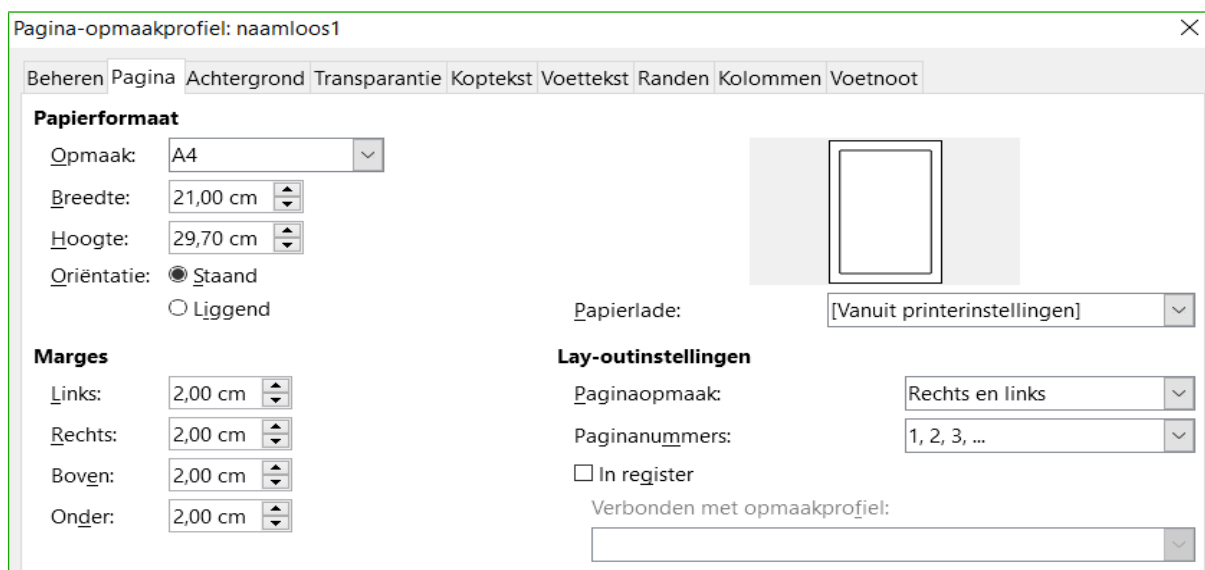 Pagina-opmaakprofiel: naamloos1
Beheren Pagina Achtergrond Transparantie Koptekst Voettekst Randen Kolommen Voetnoot
Papierformaat
Opmaak: A4
Breedte: 21,00 cm
Hoogte: 29,70 cm
Oriëntatie: Staand
Liggend
Papierlade: [Vanuit printerinstellingen]
Marges
Links: 2,00 cm
Rechts: 2,00 cm
Boven: 2,00 cm
Onder: 2,00 cm
Lay-outinstellingen
Paginaopmaak: Rechts en links
Paginanummers: 1, 2, 3, ...
In register
Verbonden met opmaakprofiel: